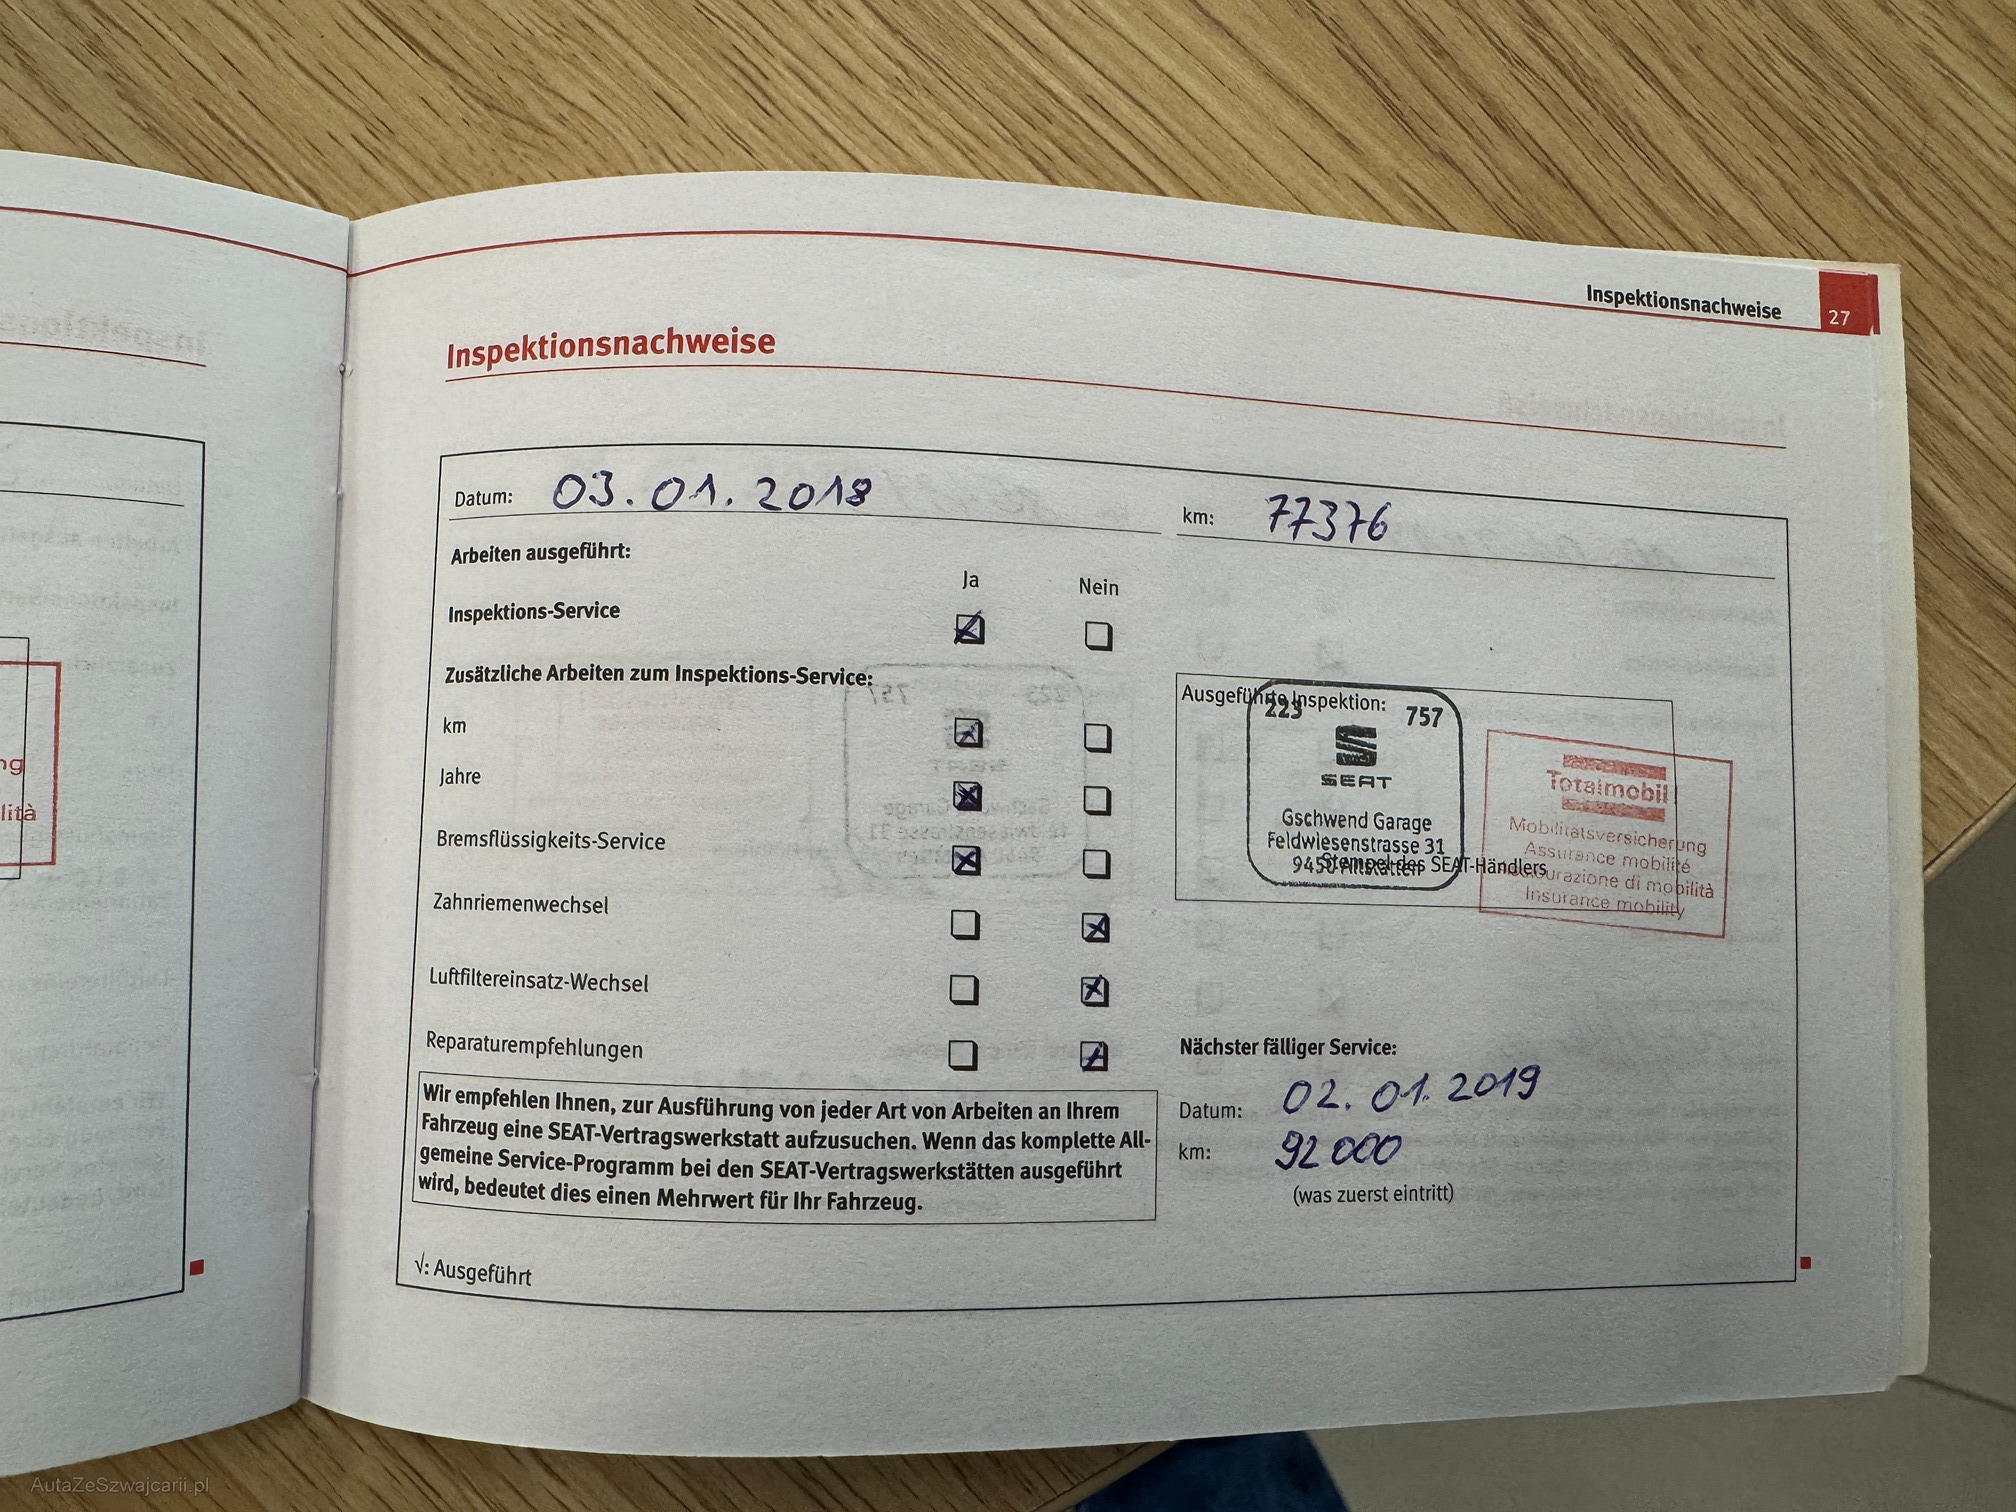 Inspektionsnachweise
27
Inspektionsnachweise
Datum: 03.01.2018
km: 77376
Arbeiten ausgeführt:
Ja Nein
Inspektions-Service
Zusätzliche Arbeiten zum Inspektions-Service:
km
Jahre
Bremsflüssigkeits-Service
Zahnriemenwechsel
Luftfiltereinsatz-Wechsel
Reparaturempfehlungen
Wir empfehlen Ihnen, zur Ausführung von jeder Art von Arbeiten an Ihrem
Fahrzeug eine SEAT-Vertragswerkstatt aufzusuchen. Wenn das komplette All-
gemeine Service-Programm bei den SEAT-Vertragswerkstätten ausgeführt
wird, bedeutet dies einen Mehrwert für Ihr Fahrzeug.
√: Ausgeführt
Ausgeführte Inspektion:
223 757
SEAT
Gschwend Garage
Feldwiesenstrasse 31
9450 Altstätten
Stempel des SEAT-Händlers
Totalmobil
Mobilitätsversicherung
Assurance mobilité
Assicurazione di mobilità
Insurance mobility
Nächster fälliger Service:
Datum: 02.01.2019
km: 92000
(was zuerst eintritt)
ng
lità
AutaZeSzwajcarii.pl